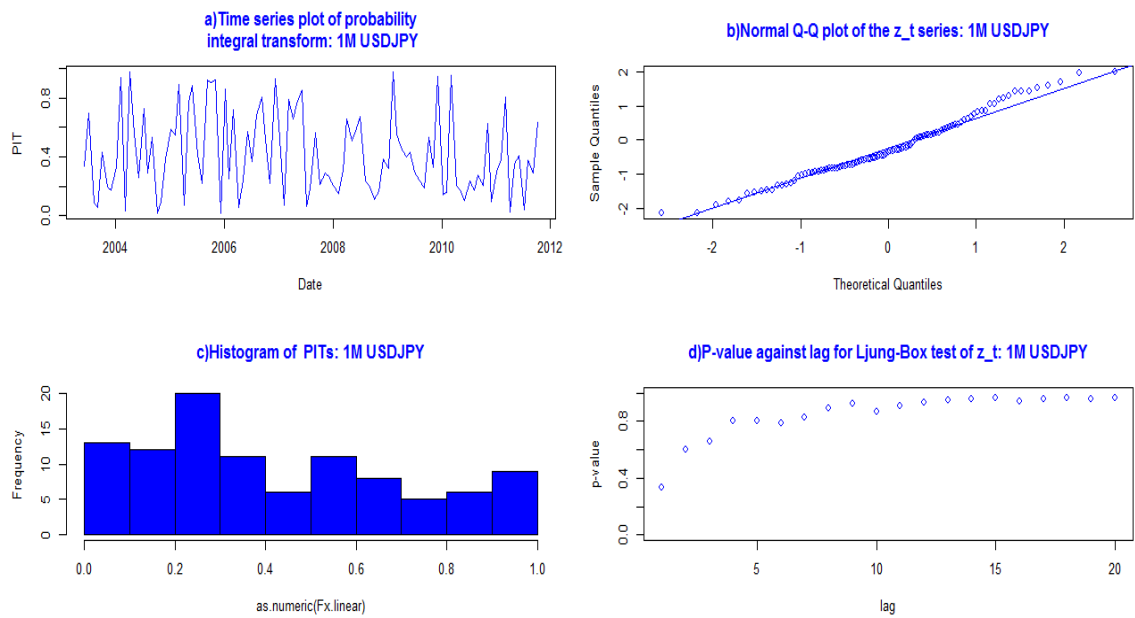 a)Time series plot of probability
integral transform: 1M USDJPY
PIT
0.0 0.4 0.8
2004 2006 2008 2010 2012
Date
b)Normal Q-Q plot of the z_t series: 1M USDJPY
Sample Quantiles
-2 -1 0 1 2
-2 -1 0 1 2
Theoretical Quantiles
c)Histogram of PITs: 1M USDJPY
Frequency
0 5 10 15 20
0.0 0.2 0.4 0.6 0.8 1.0
as.numeric(Fx.linear)
d)P-value against lag for Ljung-Box test of z_t: 1M USDJPY
p-value
0.0 0.4 0.8
5 10 15 20
lag